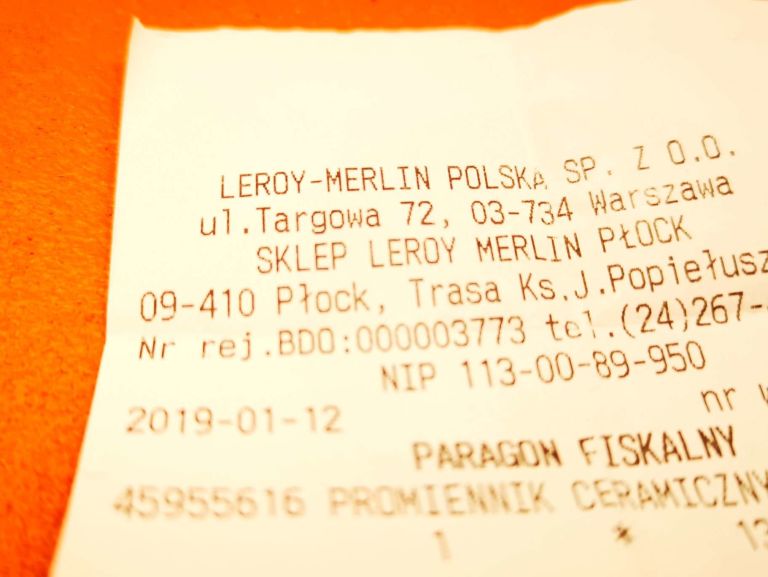 LEROY-MERLIN POLSKA SP. Z O.O.
ul.Targowa 72, 03-734 Warszawa
SKLEP LEROY MERLIN PŁOCK
09-410 Płock, Trasa Ks.J.Popiełusz
Nr rej.BDO:000003773 tel.(24)267-
NIP 113-00-89-950
2019-01-12 nr
PARAGON FISKALNY
45955616 PROMIENNIK CERAMICZNY
1 * 13